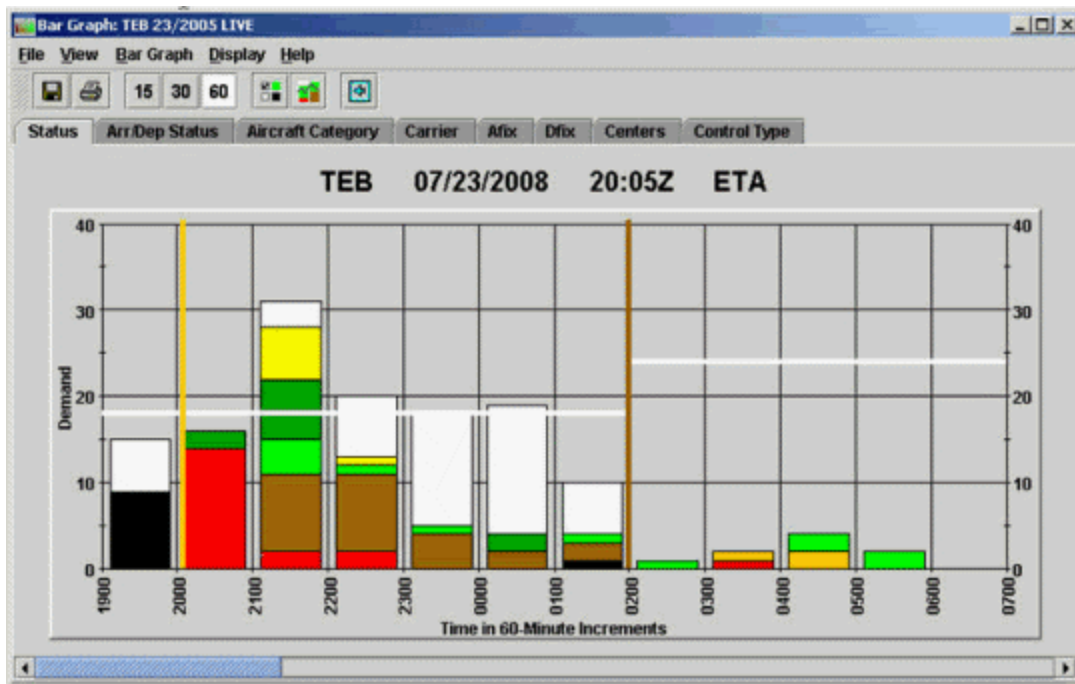 Bar Graph: TEB 23/2005 LIVE
File View Bar Graph Display Help
15 30 60
Status Arr/Dep Status Aircraft Category Carrier Afix Dfix Centers Control Type
TEB 07/23/2008 20:05Z ETA
40 40
30 30
Demand
20 20
10 10
0 0
1900 2000 2100 2200 2300 0000 0100 0200 0300 0400 0500 0600 0700
Time in 60-Minute Increments